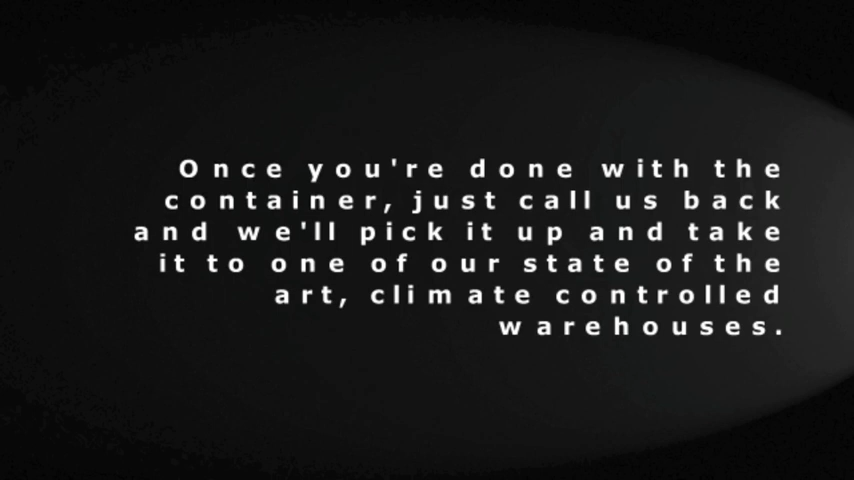 Once you're done with the
container, just call us back
and we'll pick it up and take
it to one of our state of the
art, climate controlled
warehouses.